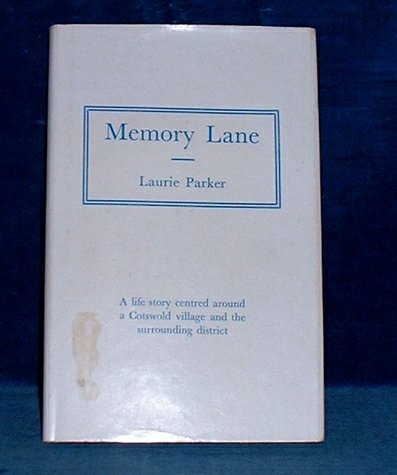 Memory Lane
Laurie Parker
A life story centred around
a Cotswold village and the
surrounding district